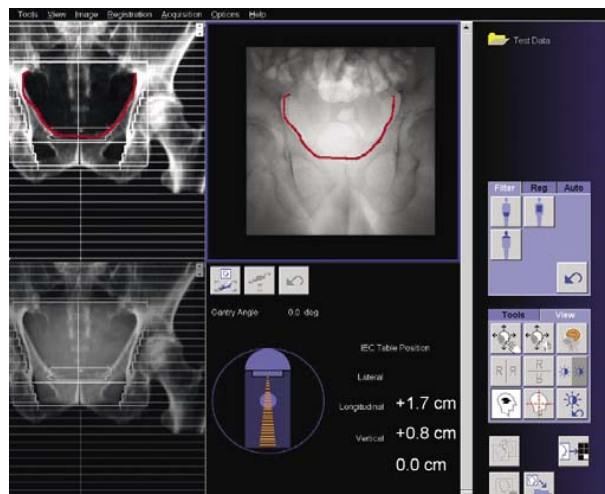 Tools View Image Registration Acquisition Options Help
Test Data
Filter Reg Auto
Gantry Angle 0.0 deg
IEC Table Position
Lateral
Longitudinal +1.7 cm
Vertical +0.8 cm
0.0 cm
Tools View
R R
R
R